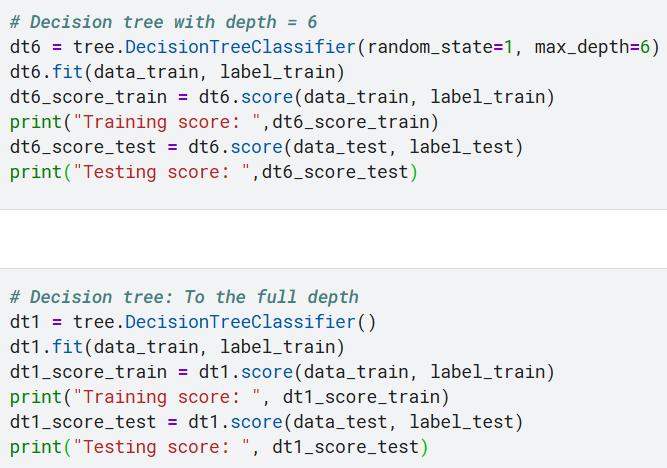 # Decision tree with depth = 6
dt6 = tree.DecisionTreeClassifier(random_state=1, max_depth=6)
dt6.fit(data_train, label_train)
dt6_score_train = dt6.score(data_train, label_train)
print("Training score: ",dt6_score_train)
dt6_score_test = dt6.score(data_test, label_test)
print("Testing score: ",dt6_score_test)
# Decision tree: To the full depth
dt1 = tree.DecisionTreeClassifier()
dt1.fit(data_train, label_train)
dt1_score_train = dt1.score(data_train, label_train)
print("Training score: ", dt1_score_train)
dt1_score_test = dt1.score(data_test, label_test)
print("Testing score: ", dt1_score_test)